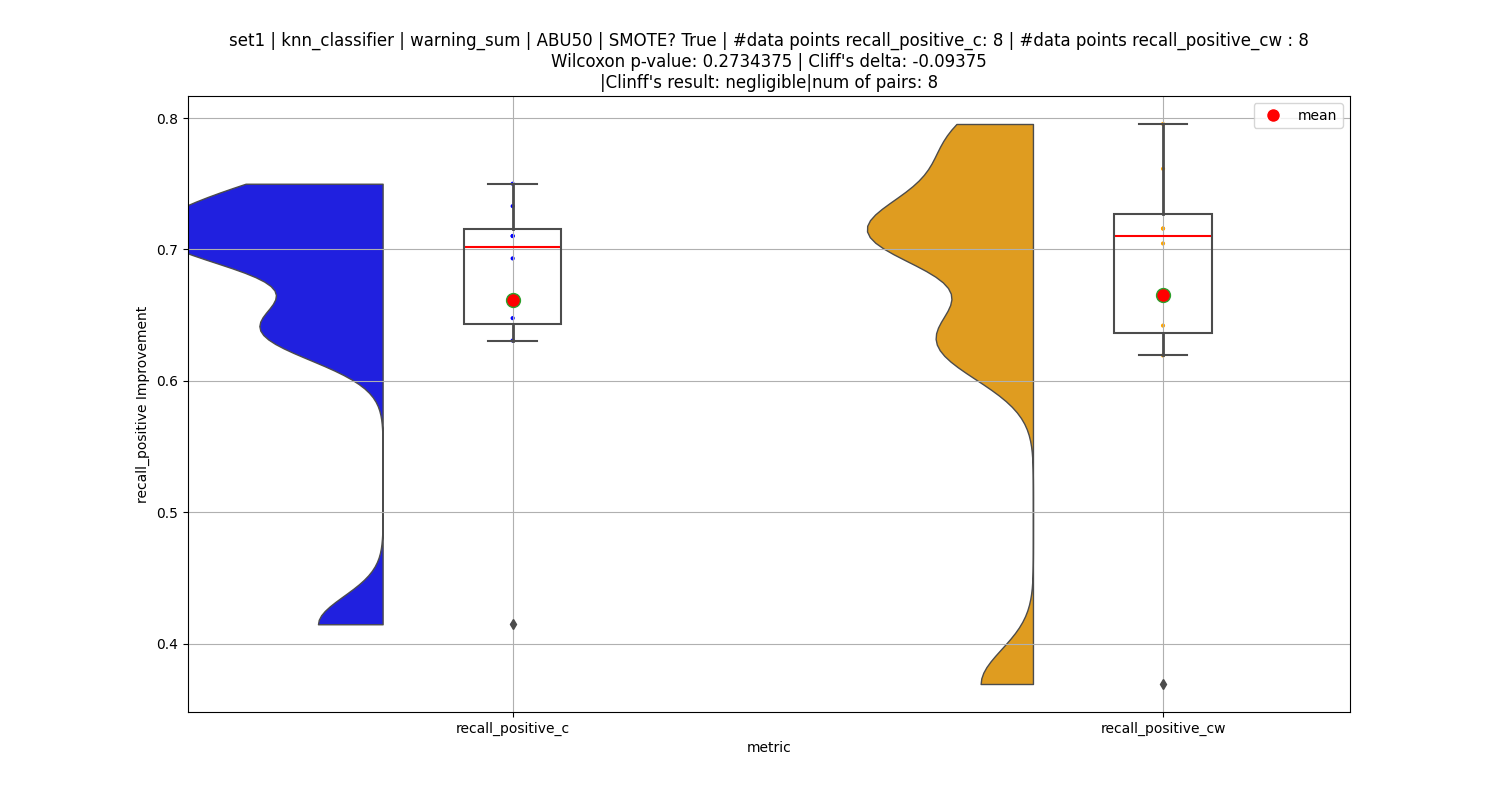 set1 | knn_classifier | warning_sum | ABU50 | SMOTE? True | #data points recall_positive_c: 8 | #data points recall_positive_cw : 8
Wilcoxon p-value: 0.2734375 | Cliff's delta: -0.09375
|Clinff's result: negligible|num of pairs: 8
mean
0.8
0.7
0.6
0.5
0.4
recall_positive Improvement
recall_positive_c
recall_positive_cw
metric